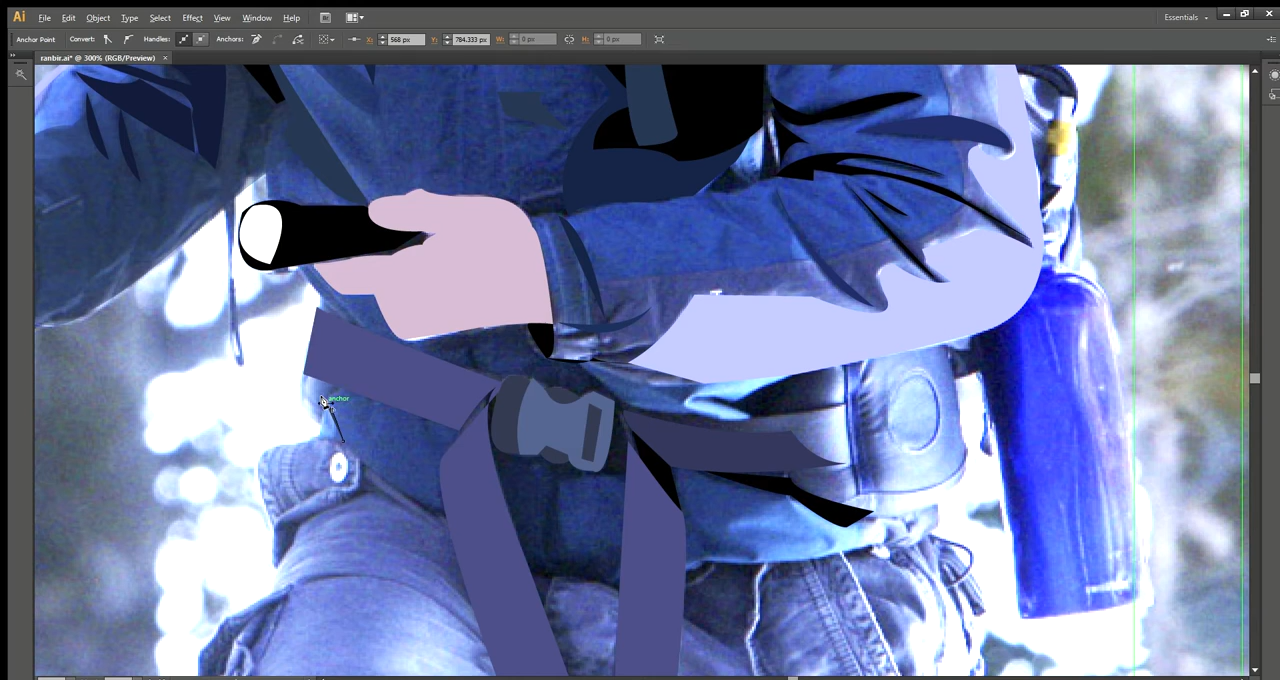 Ai File Edit Object Type Select Effect View Window Help Br Essentials
Anchor Point Convert: Handles: Anchors: X: 568 px Y: 784.333 px W: 0 px H: 0 px
ranbir.ai* @ 300% (RGB/Preview) ×
anchor